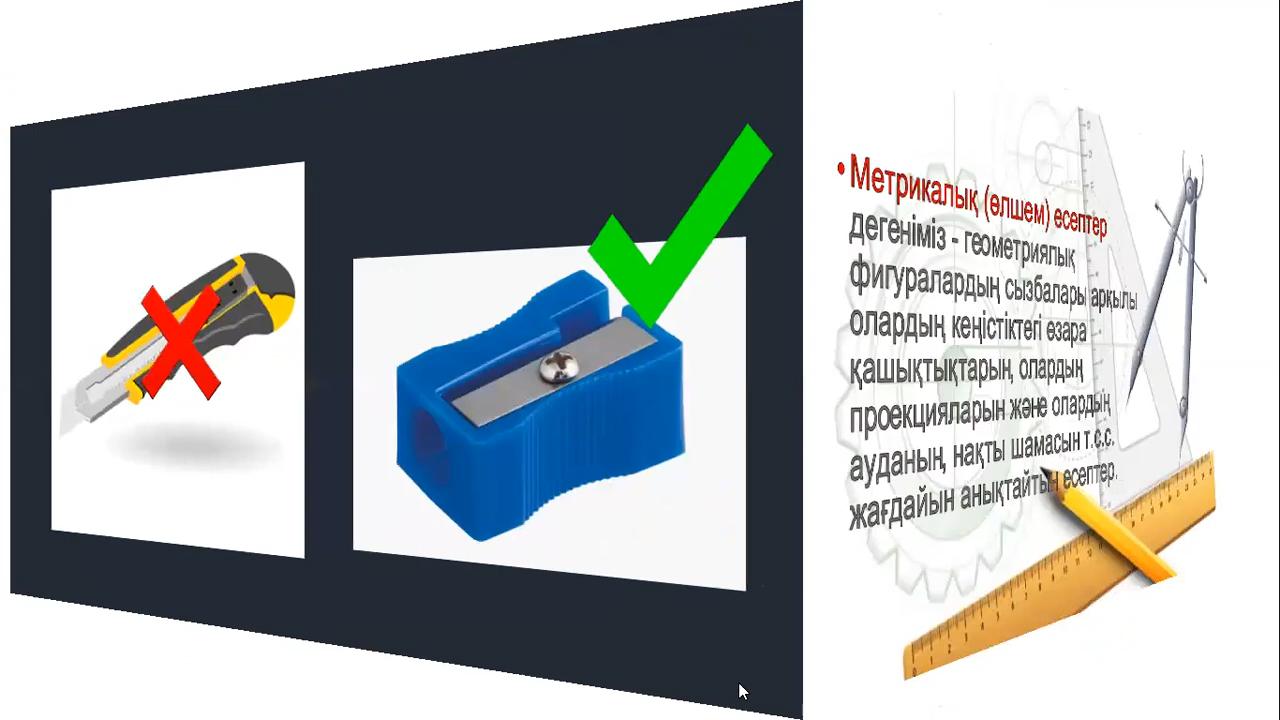 • Метрикалық (өлшем) есептер
дегеніміз - геометриялық
фигуралардың сызбалары арқылы
олардың кеңістіктегі өзара
қашықтықтарын, олардың
проекцияларын және олардың
ауданын, нақты шамасын т.с.с.
жағдайын анықтайтын есептер.